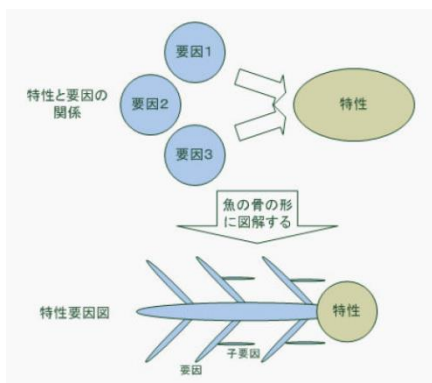 要因1
特性と要因の
関係
要因2
特性
要因3
魚の骨の形
に図解する
特性要因図
特性
子要因
要因